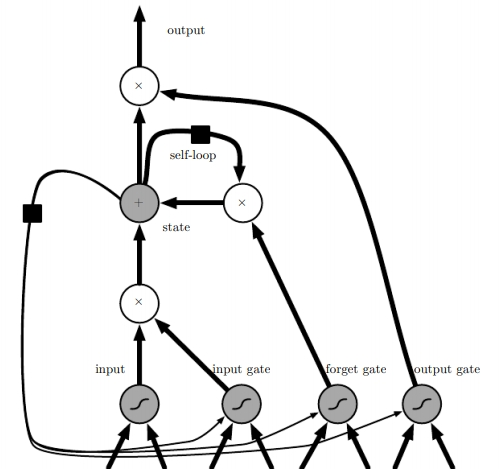 output
×
self-loop
+
×
state
×
input
input gate
forget gate
output gate